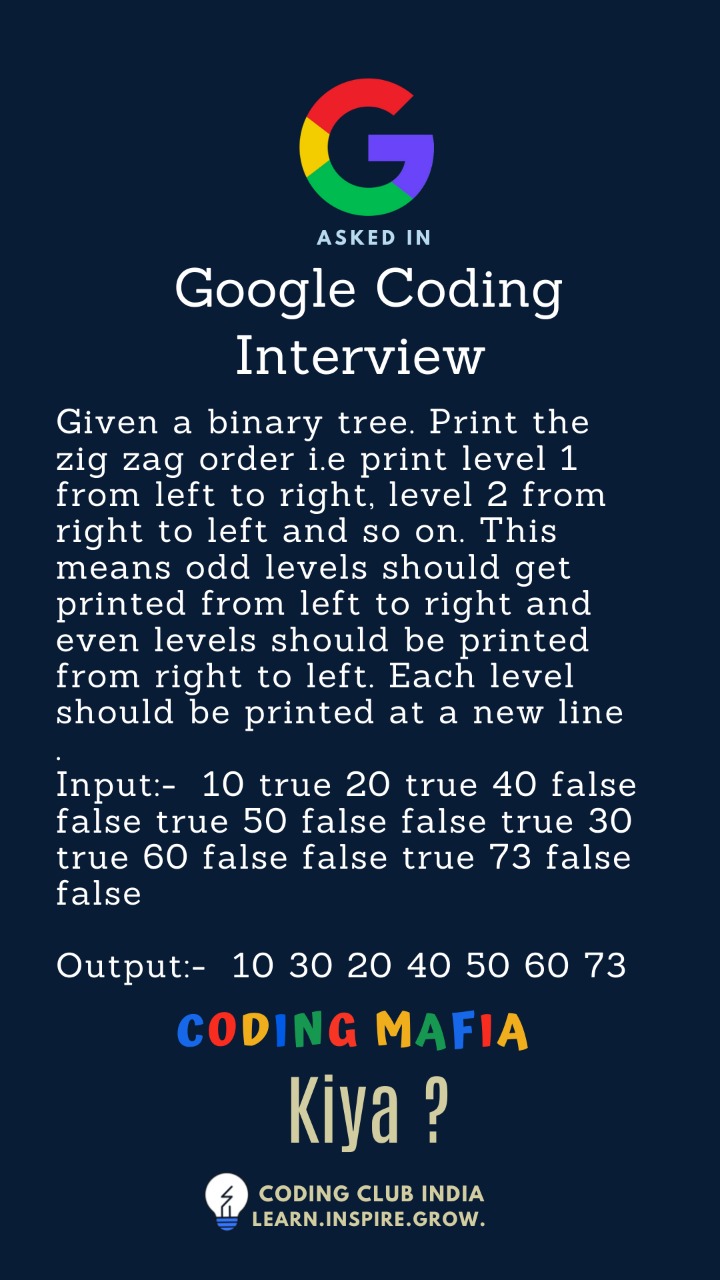 ASKED IN
Google Coding
Interview
Given a binary tree. Print the
zig zag order i.e print level 1
from left to right, level 2 from
right to left and so on. This
means odd levels should get
printed from left to right and
even levels should be printed
from right to left. Each level
should be printed at a new line
.
Input:- 10 true 20 true 40 false
false true 50 false false true 30
true 60 false false true 73 false
false
Output:- 10 30 20 40 50 60 73
CODING MAFIA
Kiya ?
CODING CLUB INDIA
LEARN.INSPIRE.GROW.